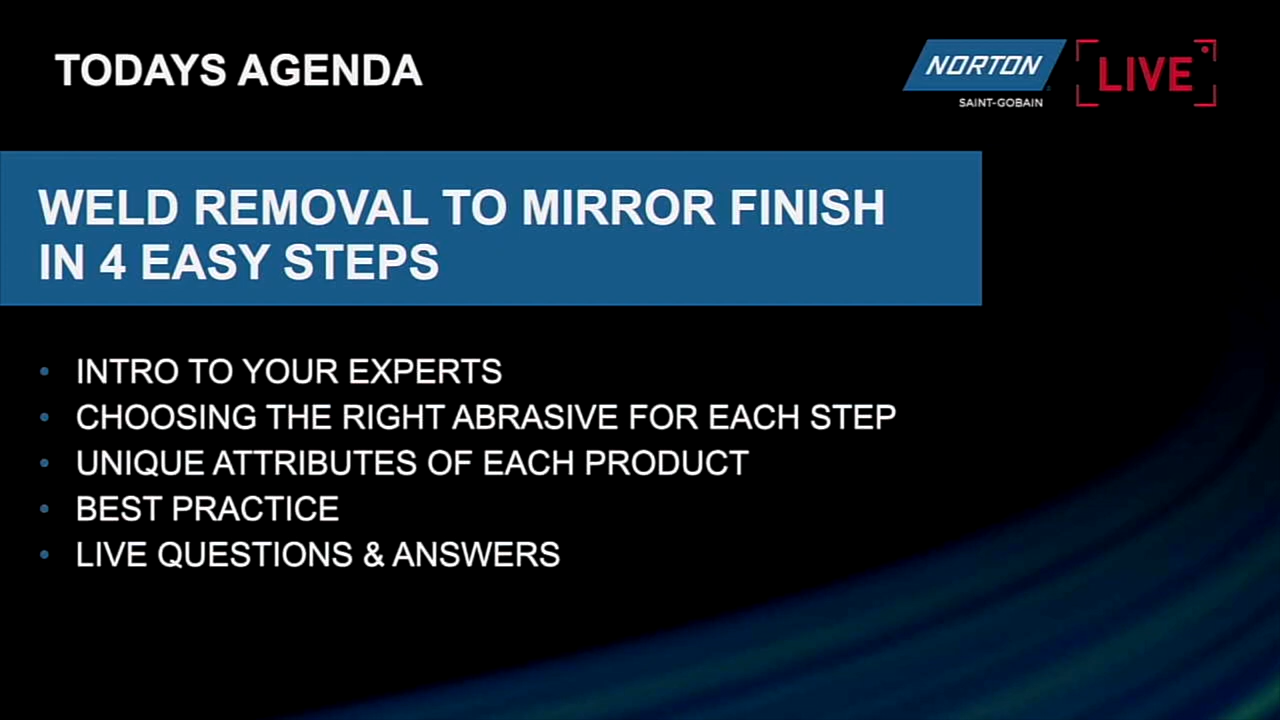 TODAYS AGENDA
NORTON
SAINT-GOBAIN
LIVE
WELD REMOVAL TO MIRROR FINISH
IN 4 EASY STEPS
• INTRO TO YOUR EXPERTS
• CHOOSING THE RIGHT ABRASIVE FOR EACH STEP
• UNIQUE ATTRIBUTES OF EACH PRODUCT
• BEST PRACTICE
• LIVE QUESTIONS & ANSWERS